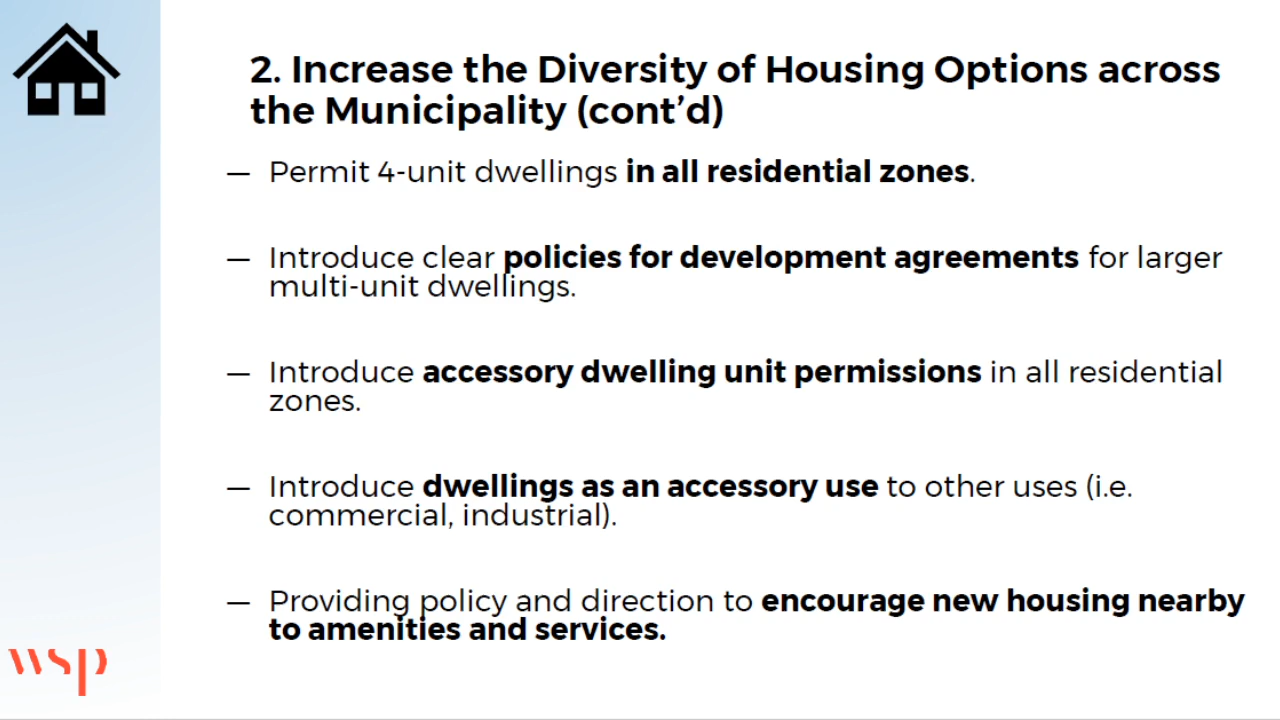 2. Increase the Diversity of Housing Options across
the Municipality (cont’d)
— Permit 4-unit dwellings in all residential zones.
— Introduce clear policies for development agreements for larger
multi-unit dwellings.
— Introduce accessory dwelling unit permissions in all residential
zones.
— Introduce dwellings as an accessory use to other uses (i.e.
commercial, industrial).
— Providing policy and direction to encourage new housing nearby
to amenities and services.
wsp